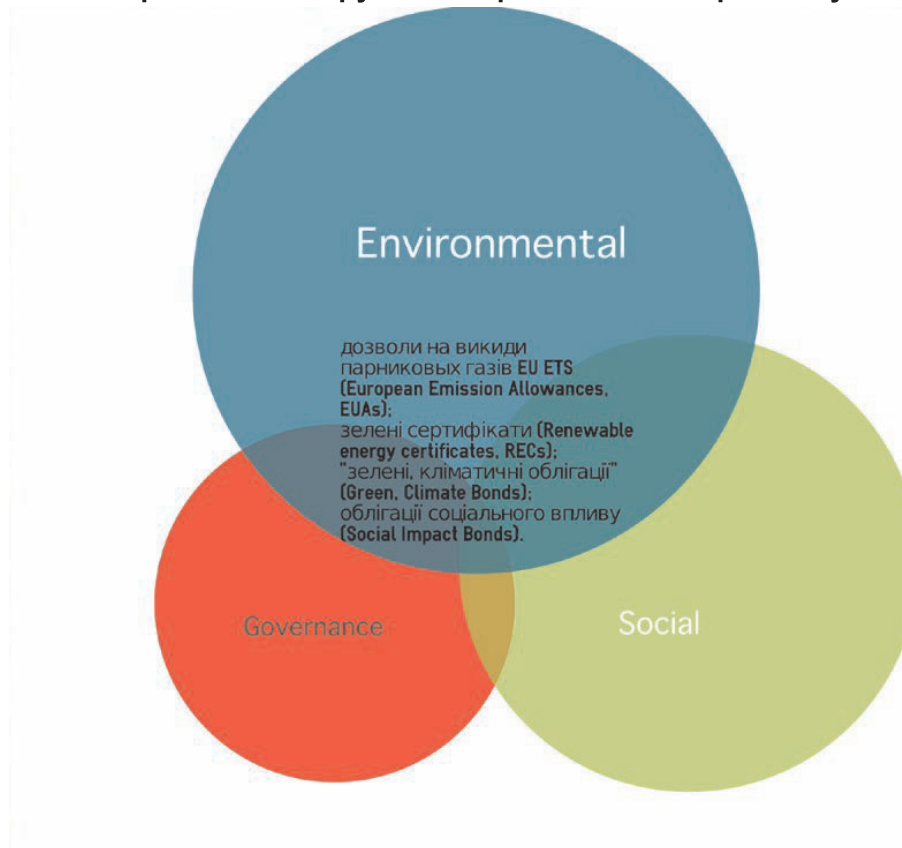 Environmental
дозволи на викиди
парникових газів EU ETS
(European Emission Allowances,
EUAs);
зелені сертифікати (Renewable
energy certificates, RECs);
"зелені, кліматичні облігації"
(Green, Climate Bonds);
облігації соціального впливу
(Social Impact Bonds).
Governance
Social